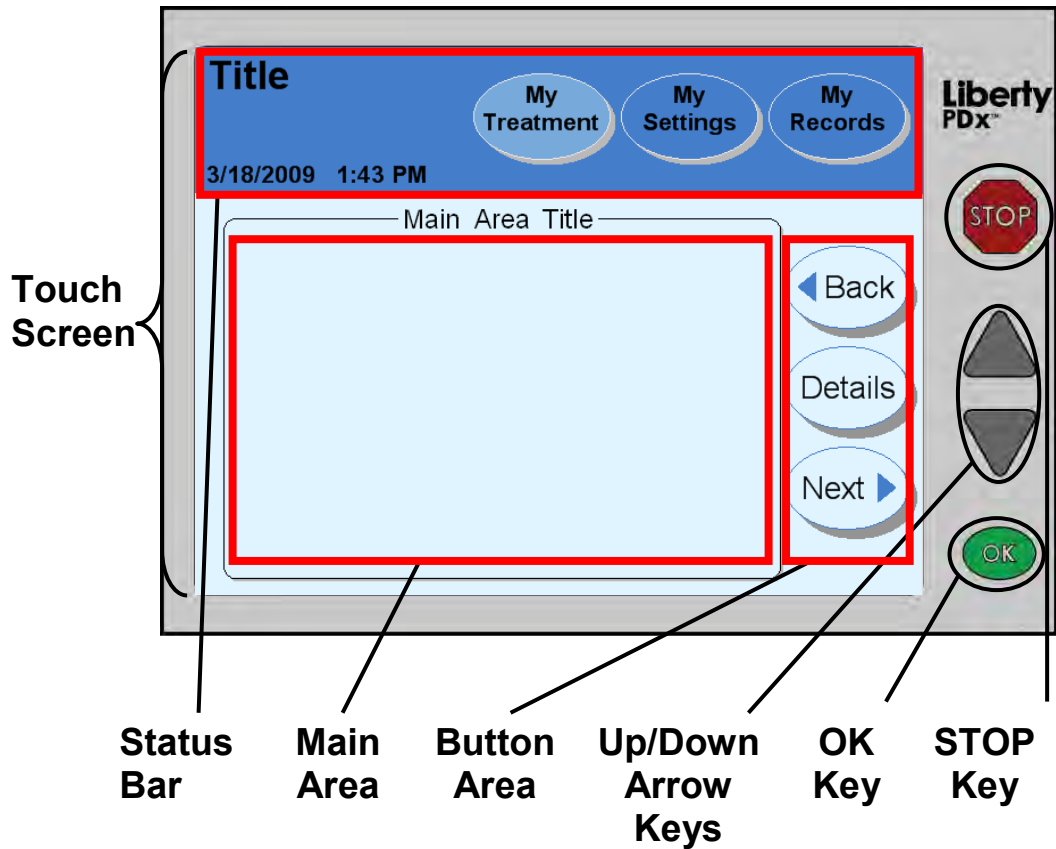 Title
My
Treatment
My
Settings
My
Records
3/18/2009 1:43 PM
Liberty
PDx™
STOP
Main Area Title
Back
Details
Next
OK
Touch
Screen
Status
Bar
Main
Area
Button
Area
Up/Down
Arrow
Keys
OK
Key
STOP
Key